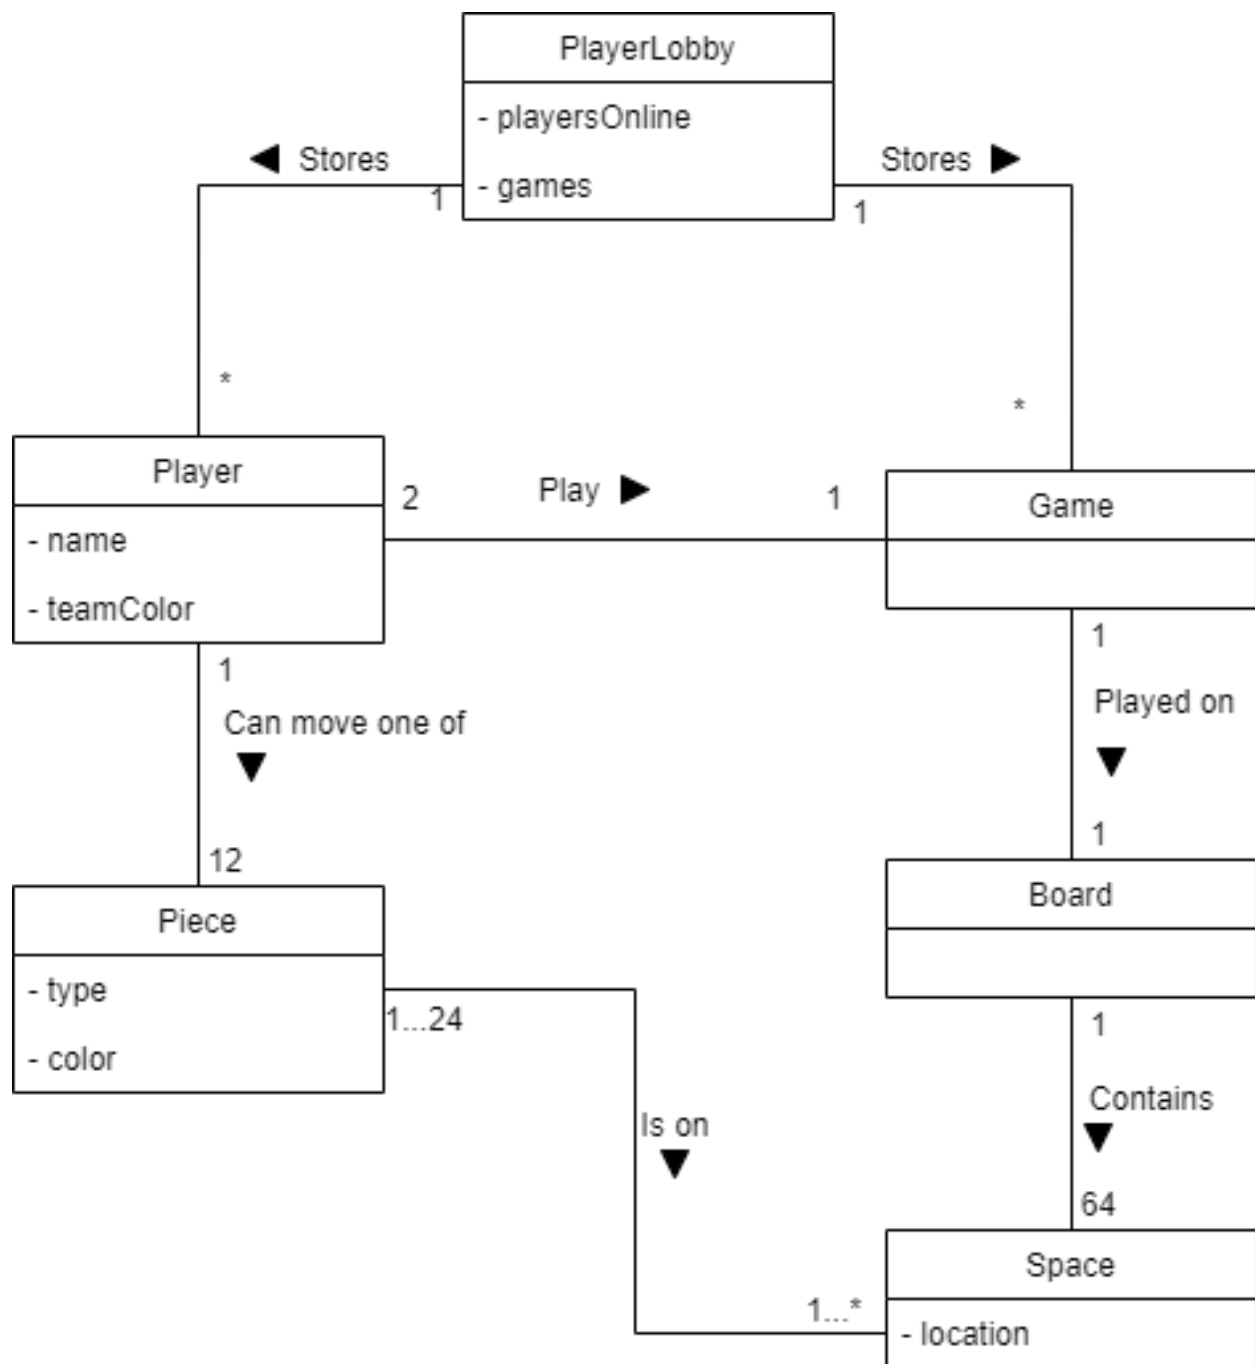 PlayerLobby
- playersOnline
- games
Stores
Stores
1
1
*
*
Player
- name
- teamColor
2
Play
1
Game
1
Can move one of
12
1
Played on
1
Piece
- type
- color
Board
1...24
1
Is on
Contains
64
Space
- location
1...*